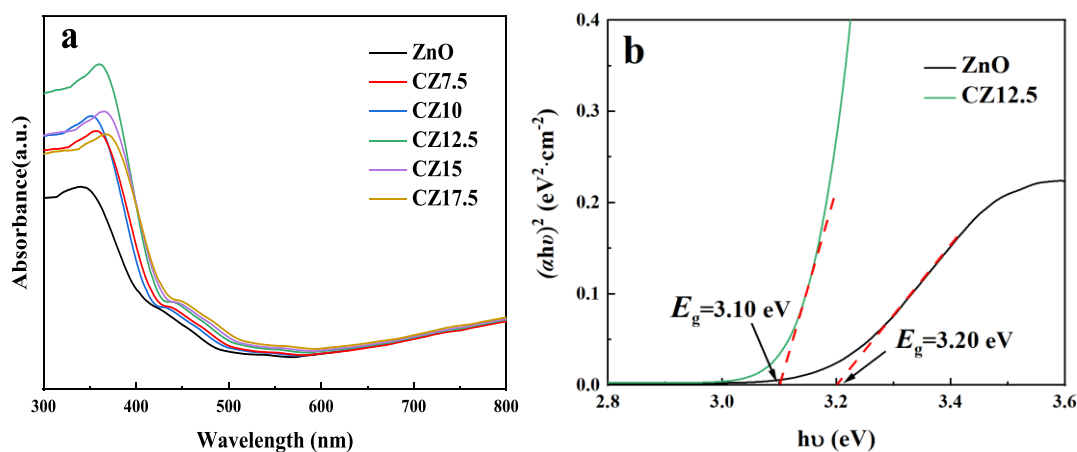 a
ZnO
CZ7.5
CZ10
CZ12.5
CZ15
CZ17.5
Absorbance(a.u.)
300 400 500 600 700 800
Wavelength (nm)
b
ZnO
CZ12.5
0.4
0.3
0.2
0.1
0.0
(αhυ)² (eV²·cm⁻²)
Eg=3.10 eV
Eg=3.20 eV
2.8 3.0 3.2 3.4 3.6
hυ (eV)